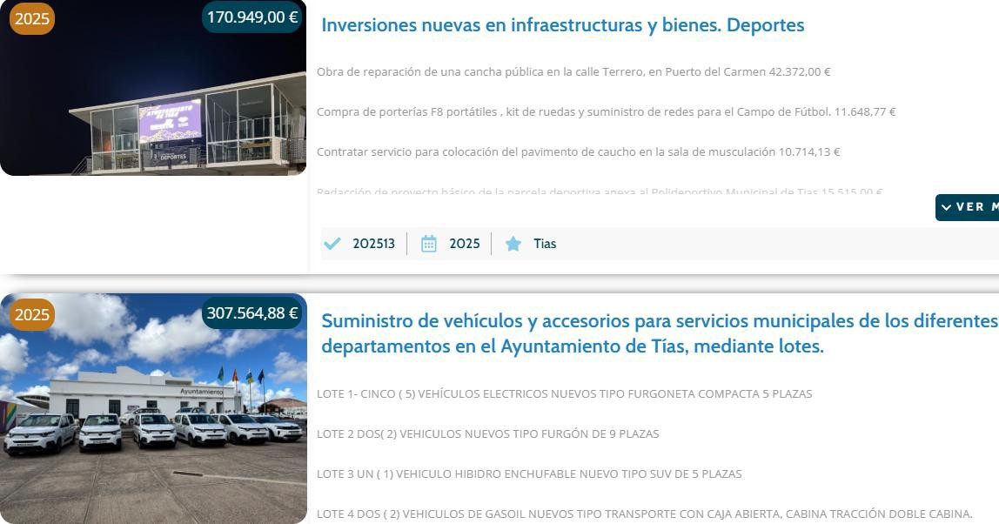 2025
170.949,00 €
AYUNTAMIENTO
DE TÍAS
DEPORTES
Inversiones nuevas en infraestructuras y bienes. Deportes
Obra de reparación de una cancha pública en la calle Terrero, en Puerto del Carmen 42.372,00 €
Compra de porterías F8 portátiles , kit de ruedas y suministro de redes para el Campo de Fútbol. 11.648,77 €
Contratar servicio para colocación del pavimento de caucho en la sala de musculación 10.714,13 €
Redacción de proyecto básico de la parcela deportiva anexa al Polideportivo Municipal de Tías 15.515,00 €
VER M
202513
2025
Tias
2025
307.564,88 €
Ayuntamiento
Suministro de vehículos y accesorios para servicios municipales de los diferentes
departamentos en el Ayuntamiento de Tías, mediante lotes.
LOTE 1- CINCO ( 5) VEHÍCULOS ELECTRICOS NUEVOS TIPO FURGONETA COMPACTA 5 PLAZAS
LOTE 2 DOS( 2) VEHICULOS NUEVOS TIPO FURGÓN DE 9 PLAZAS
LOTE 3 UN ( 1) VEHICULO HIBIDRO ENCHUFABLE NUEVO TIPO SUV DE 5 PLAZAS
LOTE 4 DOS ( 2) VEHICULOS DE GASOIL NUEVOS TIPO TRANSPORTE CON CAJA ABIERTA, CABINA TRACCIÓN DOBLE CABINA.